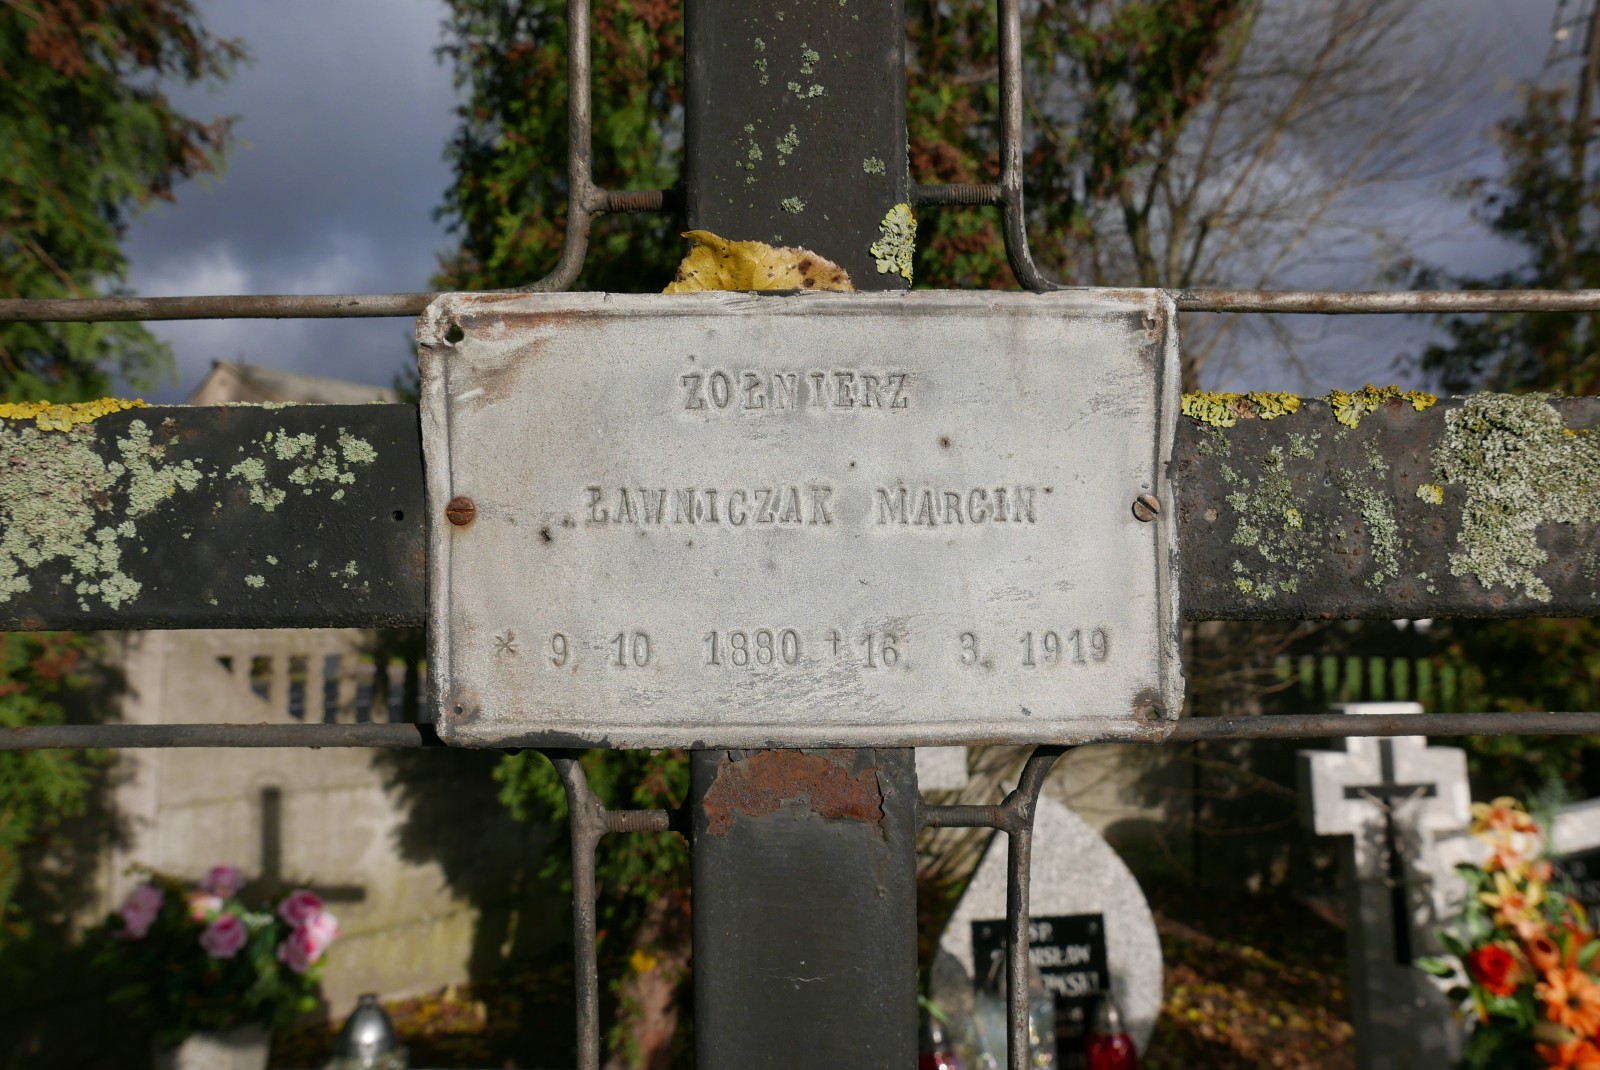 ŻOŁNIERZ
ŁAWNICZAK MARCIN
* 9. 10 1880 † 16. 3. 1919